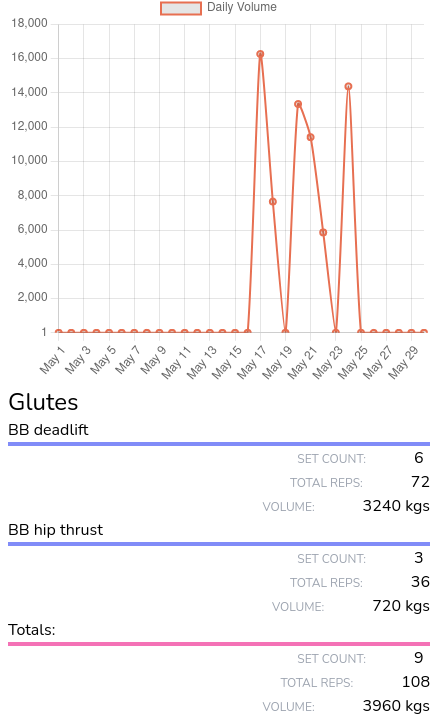 Daily Volume
18,000
16,000
14,000
12,000
10,000
8,000
6,000
4,000
2,000
1
May 1 May 3 May 5 May 7 May 9 May 11 May 13 May 15 May 17 May 19 May 21 May 23 May 25 May 27 May 29
Glutes
BB deadlift
SET COUNT: 6
TOTAL REPS: 72
VOLUME: 3240 kgs
BB hip thrust
SET COUNT: 3
TOTAL REPS: 36
VOLUME: 720 kgs
Totals:
SET COUNT: 9
TOTAL REPS: 108
VOLUME: 3960 kgs